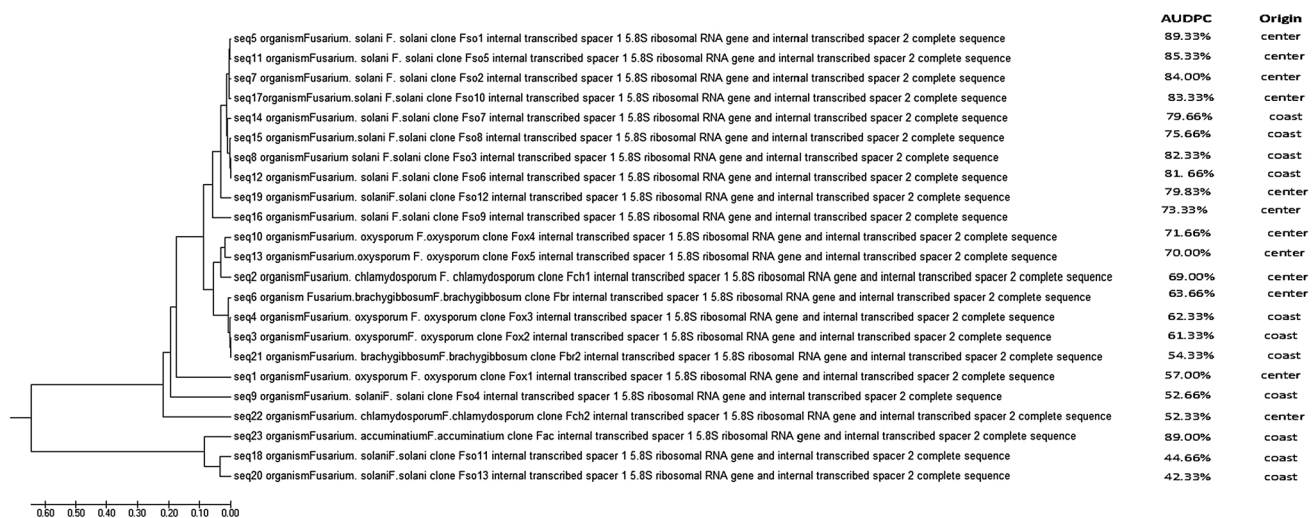 AUDPC Origin
seq5 organismFusarium. solani F. solani clone Fso1 internal transcribed spacer 1 5.8S ribosomal RNA gene and internal transcribed spacer 2 complete sequence 89.33% center
seq11 organismFusarium. solani F. solani clone Fso5 internal transcribed spacer 1 5.8S ribosomal RNA gene and internal transcribed spacer 2 complete sequence 85.33% center
seq7 organismFusarium. solani F. solani clone Fso2 internal transcribed spacer 1 5.8S ribosomal RNA gene and internal transcribed spacer 2 complete sequence 84.00% center
seq17organismFusarium.solani F.solani clone Fso10 internal transcribed spacer 1 5.8S ribosomal RNA gene and internal transcribed spacer 2 complete sequence 83.33% center
seq14 organismFusarium. solani F.solani clone Fso7 internal transcribed spacer 1 5.8S ribosomal RNA gene and internal transcribed spacer 2 complete sequence 79.66% coast
seq15 organismFusarium.solani F.solani clone Fso8 internal transcribed spacer 1 5.8S ribosomal RNA gene and internal transcribed spacer 2 complete sequence 75.66% coast
seq8 organismFusarium solani F.solani clone Fso3 internal transcribed spacer 1 5.8S ribosomal RNA gene and internal transcribed spacer 2 complete sequence 82.33% coast
seq12 organismFusarium. solani F.solani clone Fso6 internal transcribed spacer 1 5.8S ribosomal RNA gene and internal transcribed spacer 2 complete sequence 81. 66% coast
seq19 organismFusarium. solaniF.solani clone Fso12 internal transcribed spacer 1 5.8S ribosomal RNA gene and internal transcribed spacer 2 complete sequence 79.83% center
seq16 organismFusarium. solani F.solani clone Fso9 internal transcribed spacer 1 5.8S ribosomal RNA gene and internal transcribed spacer 2 complete sequence 73.33% center
seq10 organismFusarium. oxysporum F.oxysporum clone Fox4 internal transcribed spacer 1 5.8S ribosomal RNA gene and internal transcribed spacer 2 complete sequence 71.66% center
seq13 organismFusarium.oxysporum F. oxysporum clone Fox5 internal transcribed spacer 1 5.8S ribosomal RNA gene and internal transcribed spacer 2 complete sequence 70.00% center
seq2 organismFusarium. chlamydosporum F. chlamydosporum clone Fch1 internal transcribed spacer 1 5.8S ribosomal RNA gene and internal transcribed spacer 2 complete sequence 69.00% center
seq6 organism Fusarium.brachygibbosumF.brachygibbosum clone Fbr internal transcribed spacer 1 5.8S ribosomal RNA gene and internal transcribed spacer 2 complete sequence 63.66% center
seq4 organismFusarium. oxysporum F. oxysporum clone Fox3 internal transcribed spacer 1 5.8S ribosomal RNA gene and internal transcribed spacer 2 complete sequence 62.33% coast
seq3 organismFusarium. oxysporumF. oxysporum clone Fox2 internal transcribed spacer 1 5.8S ribosomal RNA gene and internal transcribed spacer 2 complete sequence 61.33% coast
seq21 organismFusarium. brachygibbosumF.brachygibbosum clone Fbr2 internal transcribed spacer 1 5.8S ribosomal RNA gene and internal transcribed spacer 2 complete sequence 54.33% coast
seq1 organismFusarium. oxysporum F. oxysporum clone Fox1 internal transcribed spacer 1 5.8S ribosomal RNA gene and internal transcribed spacer 2 complete sequence 57.00% center
seq9 organismFusarium. solaniF. solani clone Fso4 internal transcribed spacer 1 5.8S ribosomal RNA gene and internal transcribed spacer 2 complete sequence 52.66% coast
seq22 organismFusarium. chlamydosporumF.chlamydosporum clone Fch2 internal transcribed spacer 1 5.8S ribosomal RNA gene and internal transcribed spacer 2 complete sequence 52.33% center
seq23 organismFusarium. accuminatiumF.accuminatium clone Fac internal transcribed spacer 1 5.8S ribosomal RNA gene and internal transcribed spacer 2 complete sequence 89.00% coast
seq18 organismFusarium. solaniF.solani clone Fso11 internal transcribed spacer 1 5.8S ribosomal RNA gene and internal transcribed spacer 2 complete sequence 44.66% coast
seq20 organismFusarium. solaniF.solani clone Fso13 internal transcribed spacer 1 5.8S ribosomal RNA gene and internal transcribed spacer 2 complete sequence 42.33% coast
0.60 0.50 0.40 0.30 0.20 0.10 0.00